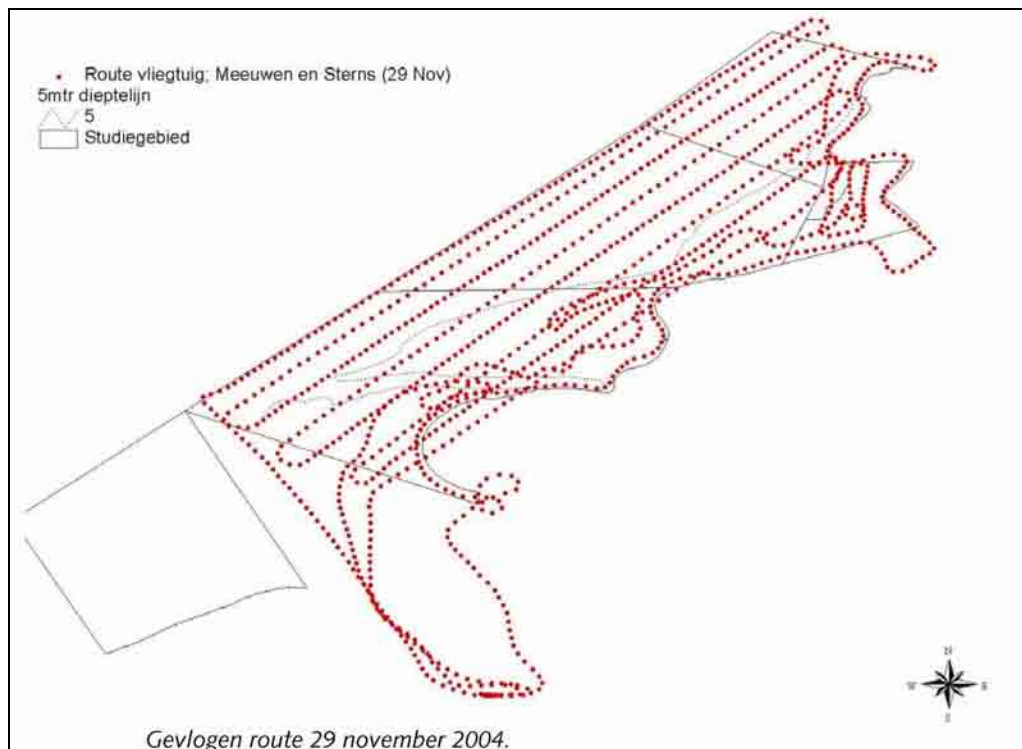 Route vliegtuig; Meeuwen en Sterns (29 Nov)
5mtr dieptelijn
5
Studiegebied
N
W
E
S
Gevlogen route 29 november 2004.